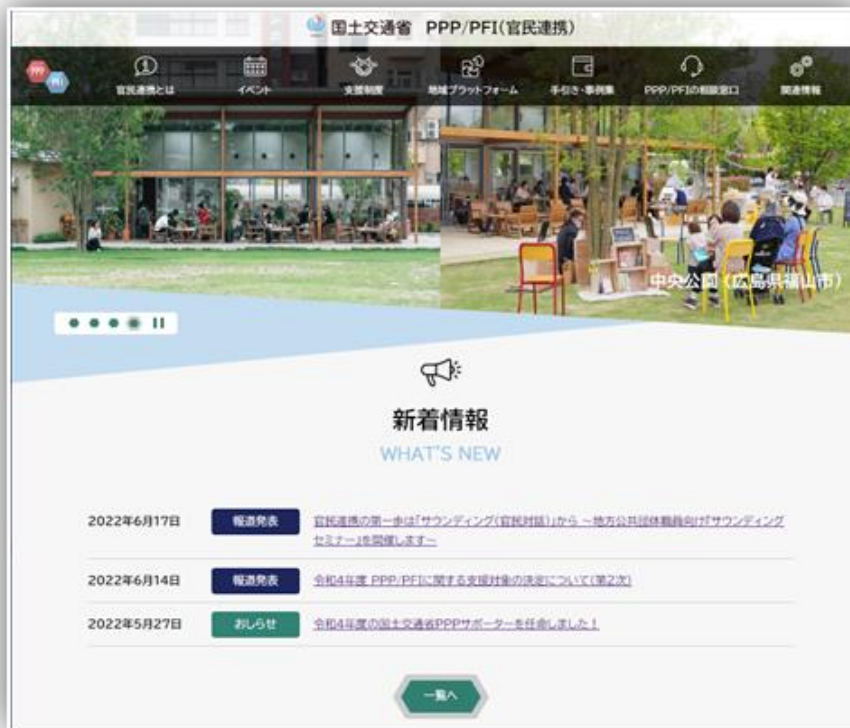 国土交通省 PPP/PFI(官民連携)
PPP
PFI
官民連携とは
イベント
支援制度
地域プラットフォーム
手引き・事例集
PPP/PFIの相談窓口
関連情報
中央公園（広島県福山市）
新着情報
WHAT'S NEW
2022年6月17日 報道発表 官民連携の第一歩は「サウンディング(官民対話)」から ～地方公共団体職員向け「サウンディング
セミナー」を開催します～
2022年6月14日 報道発表 令和4年度 PPP/PFIに関する支援対象の決定について(第2次)
2022年5月27日 おしらせ 令和4年度の国土交通省PPPサポーターを任命しました！
一覧へ